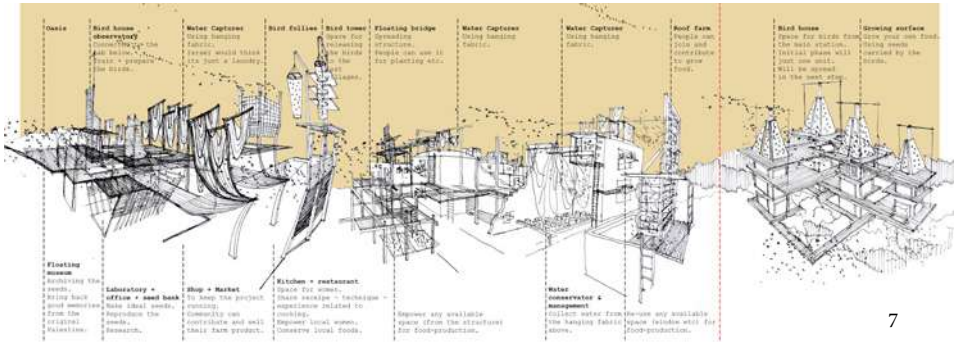 Oasis
Bird house
observatory
Connects to the
lab below.
Train + prepare
the birds.
Water Capturer
Using hanging
fabric.
Israel would think
its just a laundry.
Bird follies
Bird tower
Space for
releasing
the birds
to the
villages.
Floating bridge
Spreading
structure.
People can use it
for planting etc.
Water Capturer
Using hanging
fabric.
Water Capturer
Using hanging
fabric.
Roof farm
People can
join and
contribute
to grow
food.
Bird house
Space for birds from
the main station.
Initial phase will
just one unit.
Will be spread
in the next step.
Growing surface
Grow your own food.
Using seeds
carried by the
birds.
Floating
museum
Archiving the
seeds.
Bring back
good memories
from the
original
Palestine.
Laboratory +
office + seed bank
Make ideal seeds.
Reproduce the
seeds.
Research.
Shop + Market
To keep the project
running.
Community can
contribute and sell
their farm product.
Kitchen + restaurant
Space for women.
Share receipe - technique -
experience related to
cooking.
Empower local women.
Conserve local foods.
Empower any available
space (from the structure)
for food-production.
Water
conservator &
management
Collect water from
the hanging fabric
above.
Re-use any available
space (window etc) for
food-production.
7